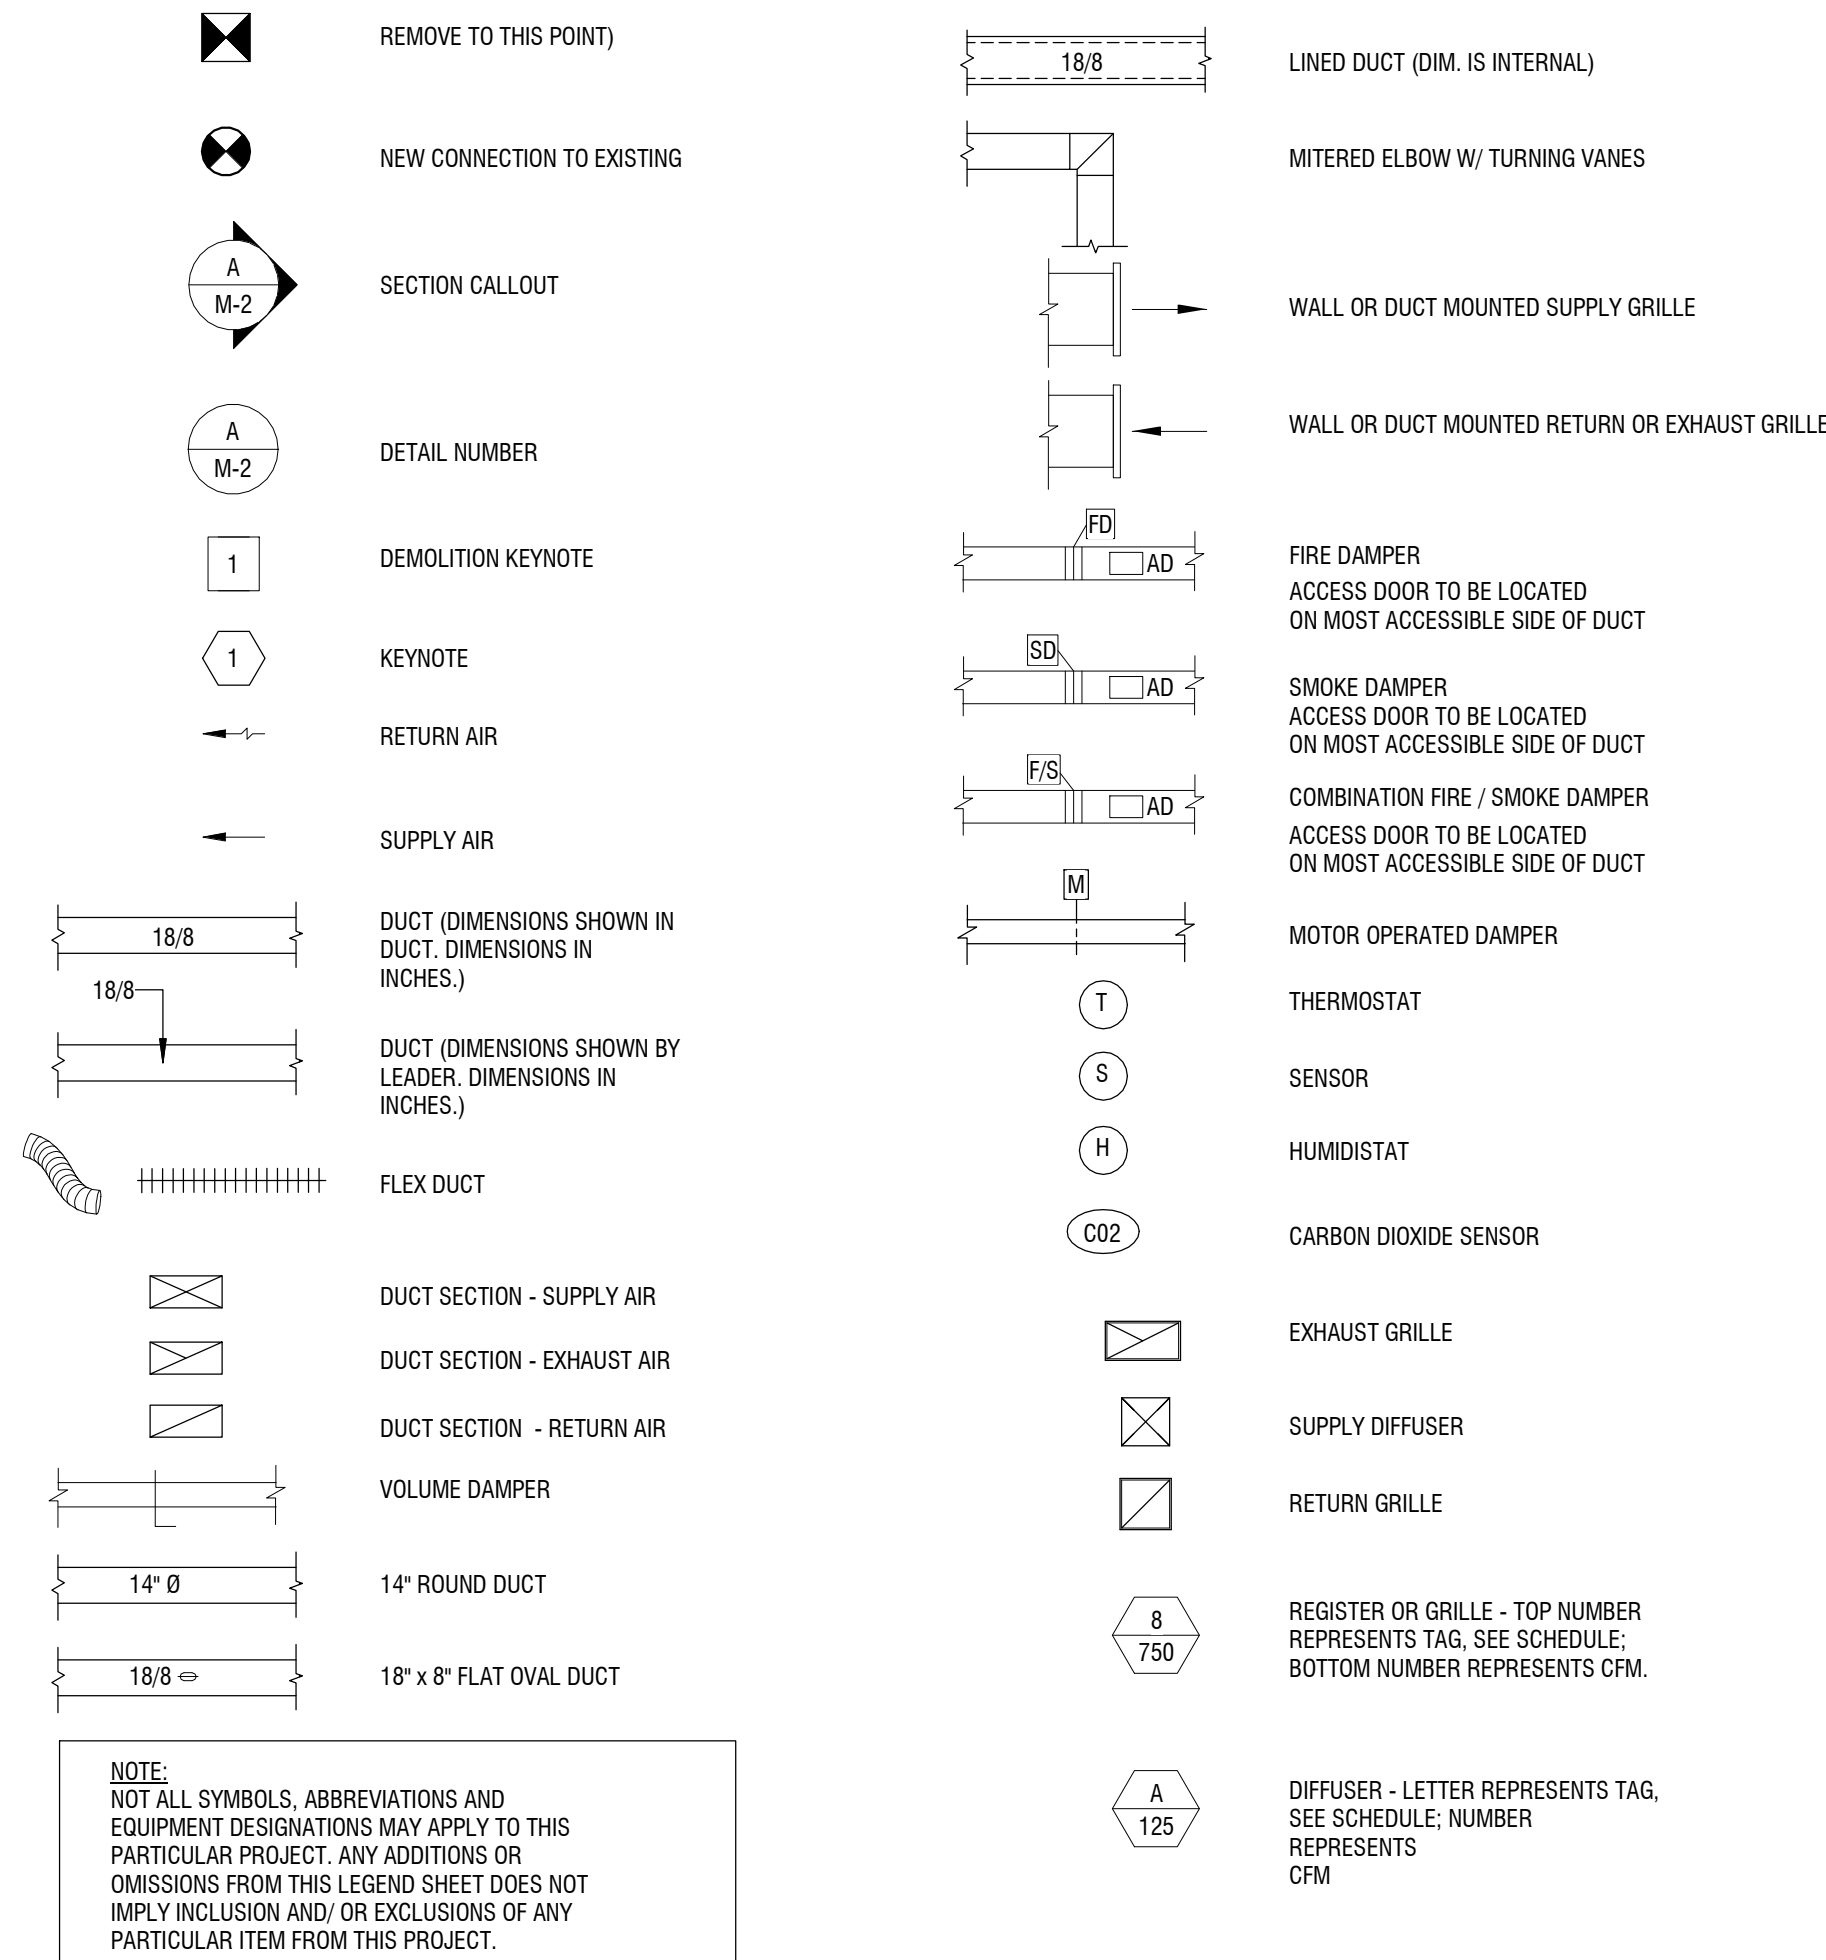 REMOVE TO THIS POINT)
NEW CONNECTION TO EXISTING
A
M-2
SECTION CALLOUT
A
M-2
DETAIL NUMBER
1
DEMOLITION KEYNOTE
1
KEYNOTE
RETURN AIR
SUPPLY AIR
18/8
DUCT (DIMENSIONS SHOWN IN
DUCT. DIMENSIONS IN
INCHES.)
18/8
DUCT (DIMENSIONS SHOWN BY
LEADER. DIMENSIONS IN
INCHES.)
FLEX DUCT
DUCT SECTION - SUPPLY AIR
DUCT SECTION - EXHAUST AIR
DUCT SECTION - RETURN AIR
VOLUME DAMPER
14" Ø
14" ROUND DUCT
18/8
18" x 8" FLAT OVAL DUCT
NOTE:
NOT ALL SYMBOLS, ABBREVIATIONS AND
EQUIPMENT DESIGNATIONS MAY APPLY TO THIS
PARTICULAR PROJECT. ANY ADDITIONS OR
OMISSIONS FROM THIS LEGEND SHEET DOES NOT
IMPLY INCLUSION AND/ OR EXCLUSIONS OF ANY
PARTICULAR ITEM FROM THIS PROJECT.
18/8
LINED DUCT (DIM. IS INTERNAL)
MITERED ELBOW W/ TURNING VANES
WALL OR DUCT MOUNTED SUPPLY GRILLE
WALL OR DUCT MOUNTED RETURN OR EXHAUST GRILLE
FD
AD
FIRE DAMPER
ACCESS DOOR TO BE LOCATED
ON MOST ACCESSIBLE SIDE OF DUCT
SD
AD
SMOKE DAMPER
ACCESS DOOR TO BE LOCATED
ON MOST ACCESSIBLE SIDE OF DUCT
F/S
AD
COMBINATION FIRE / SMOKE DAMPER
ACCESS DOOR TO BE LOCATED
ON MOST ACCESSIBLE SIDE OF DUCT
M
MOTOR OPERATED DAMPER
T
THERMOSTAT
S
SENSOR
H
HUMIDISTAT
C02
CARBON DIOXIDE SENSOR
EXHAUST GRILLE
SUPPLY DIFFUSER
RETURN GRILLE
8
750
REGISTER OR GRILLE - TOP NUMBER
REPRESENTS TAG, SEE SCHEDULE;
BOTTOM NUMBER REPRESENTS CFM.
A
125
DIFFUSER - LETTER REPRESENTS TAG,
SEE SCHEDULE; NUMBER
REPRESENTS
CFM